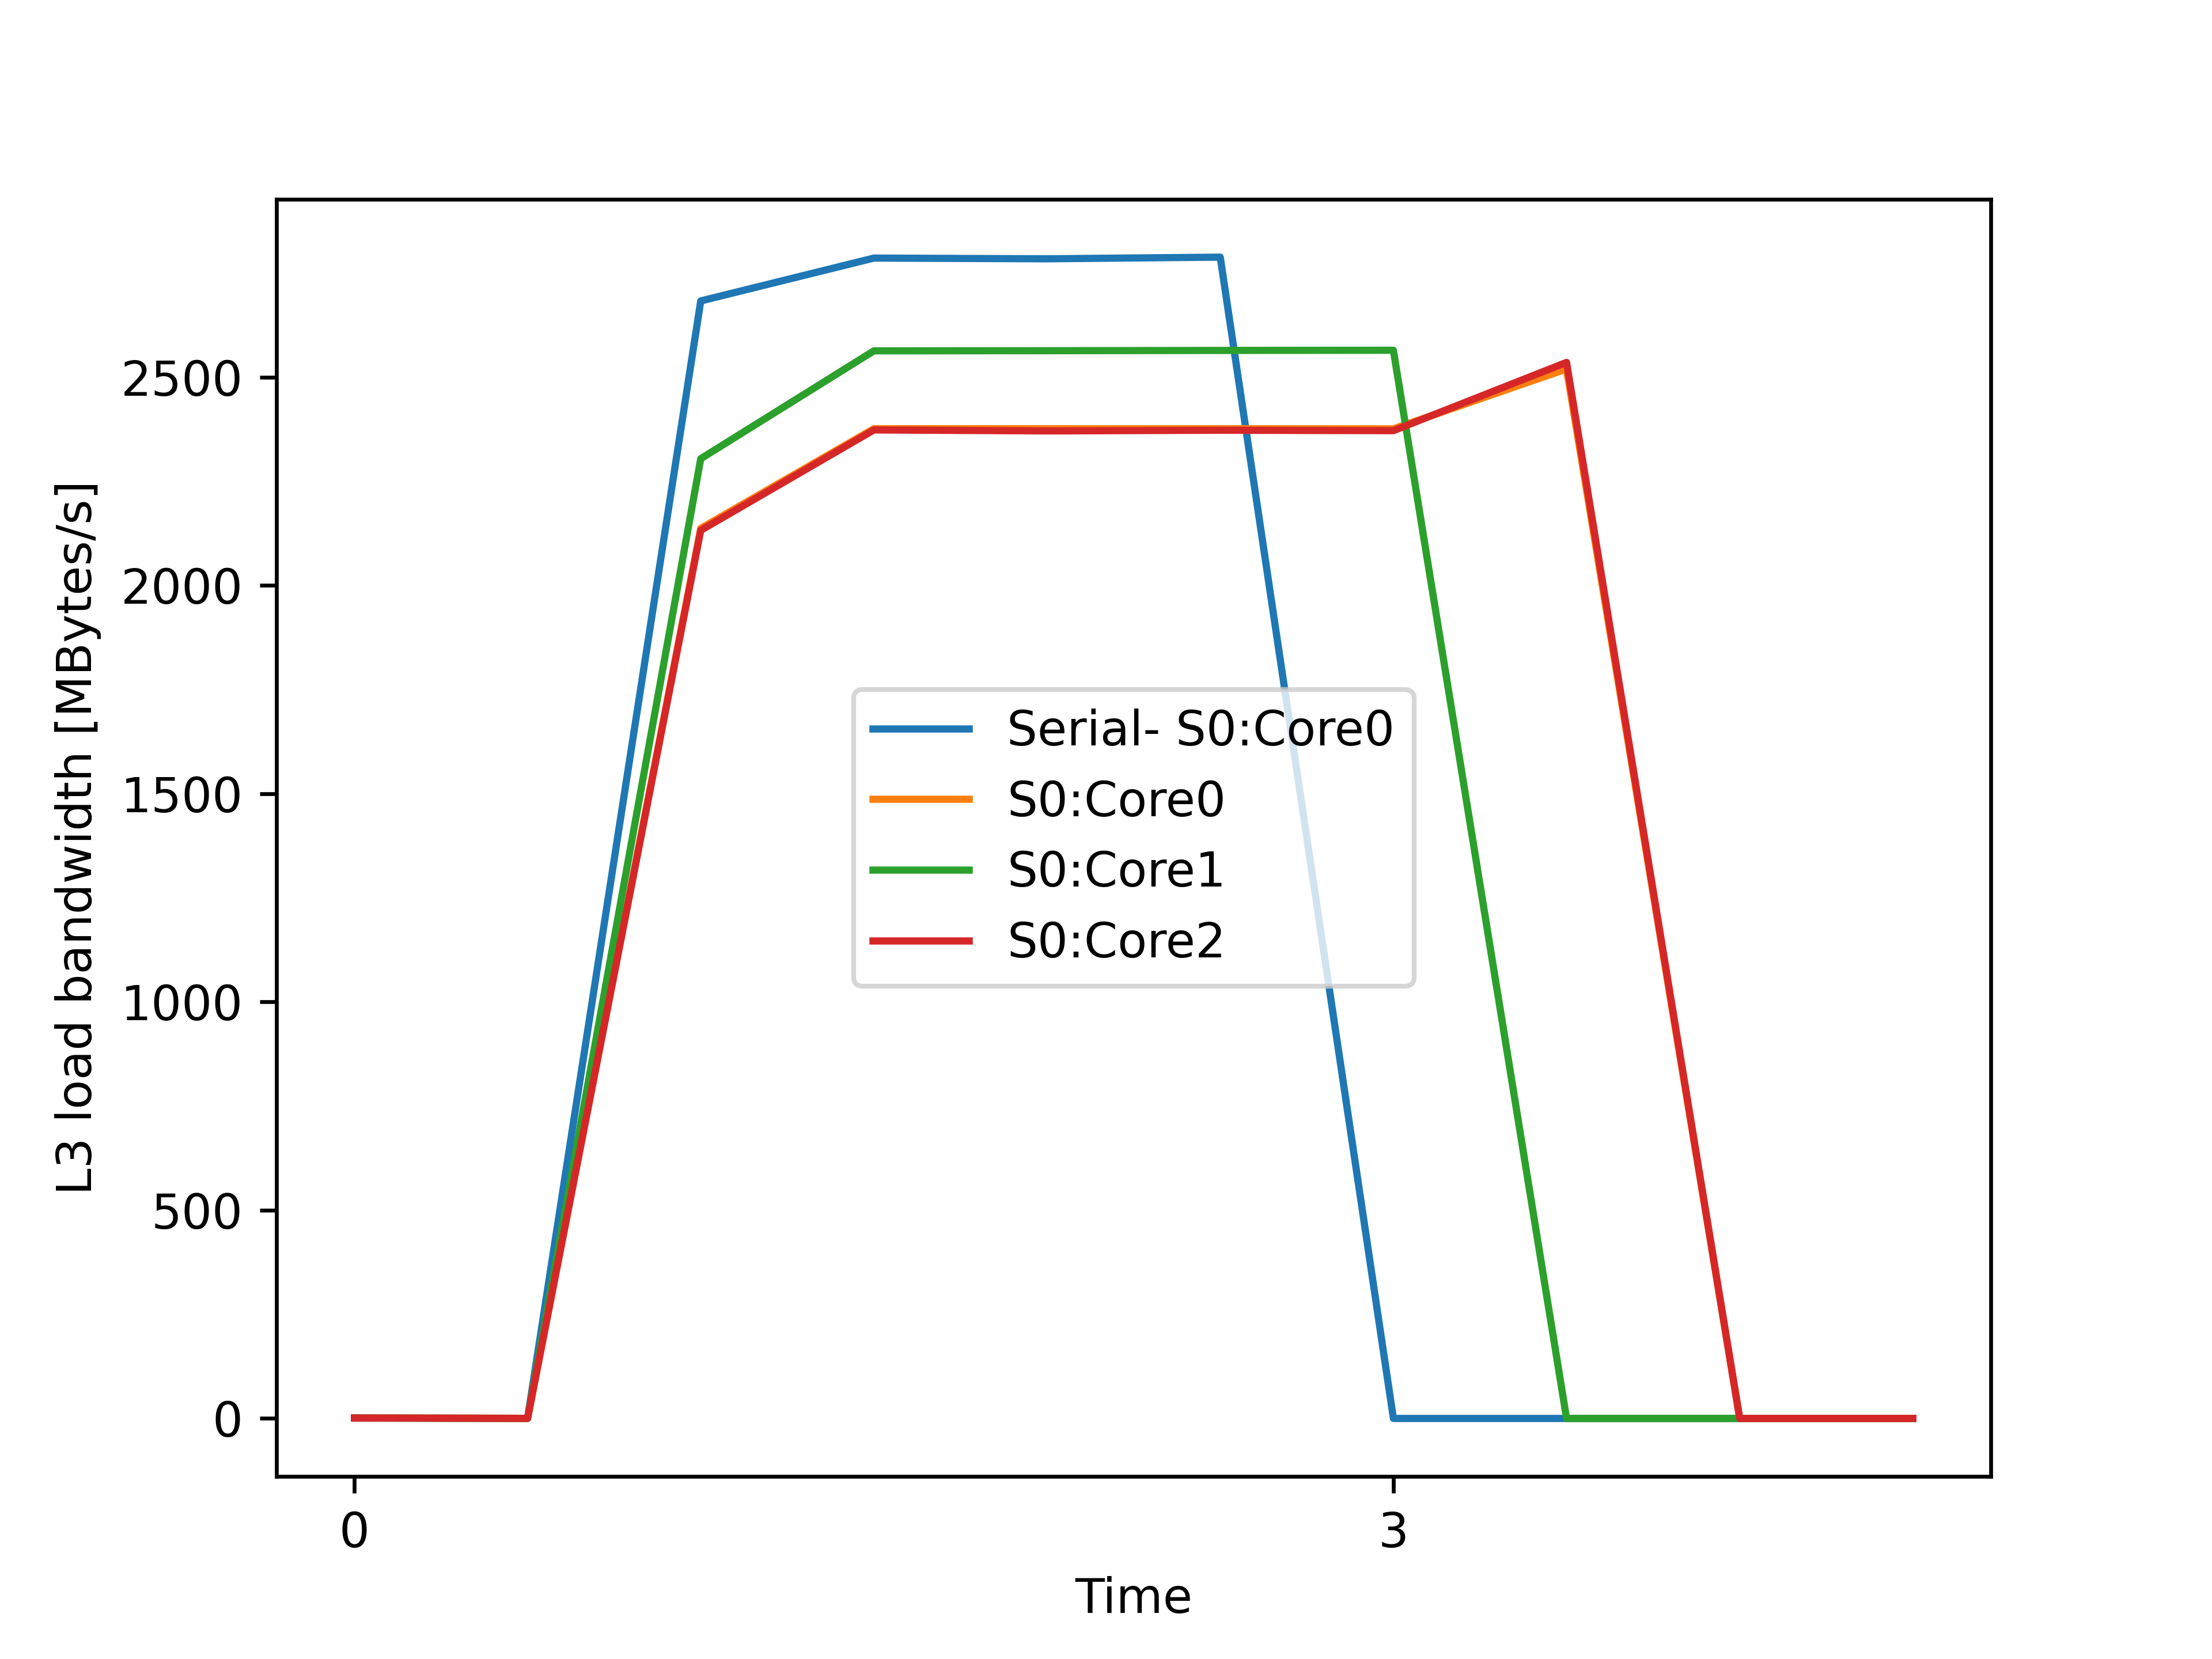 L3 load bandwidth [MBytes/s]
2500
2000
1500
1000
500
0
Serial- S0:Core0
S0:Core0
S0:Core1
S0:Core2
0
3
Time